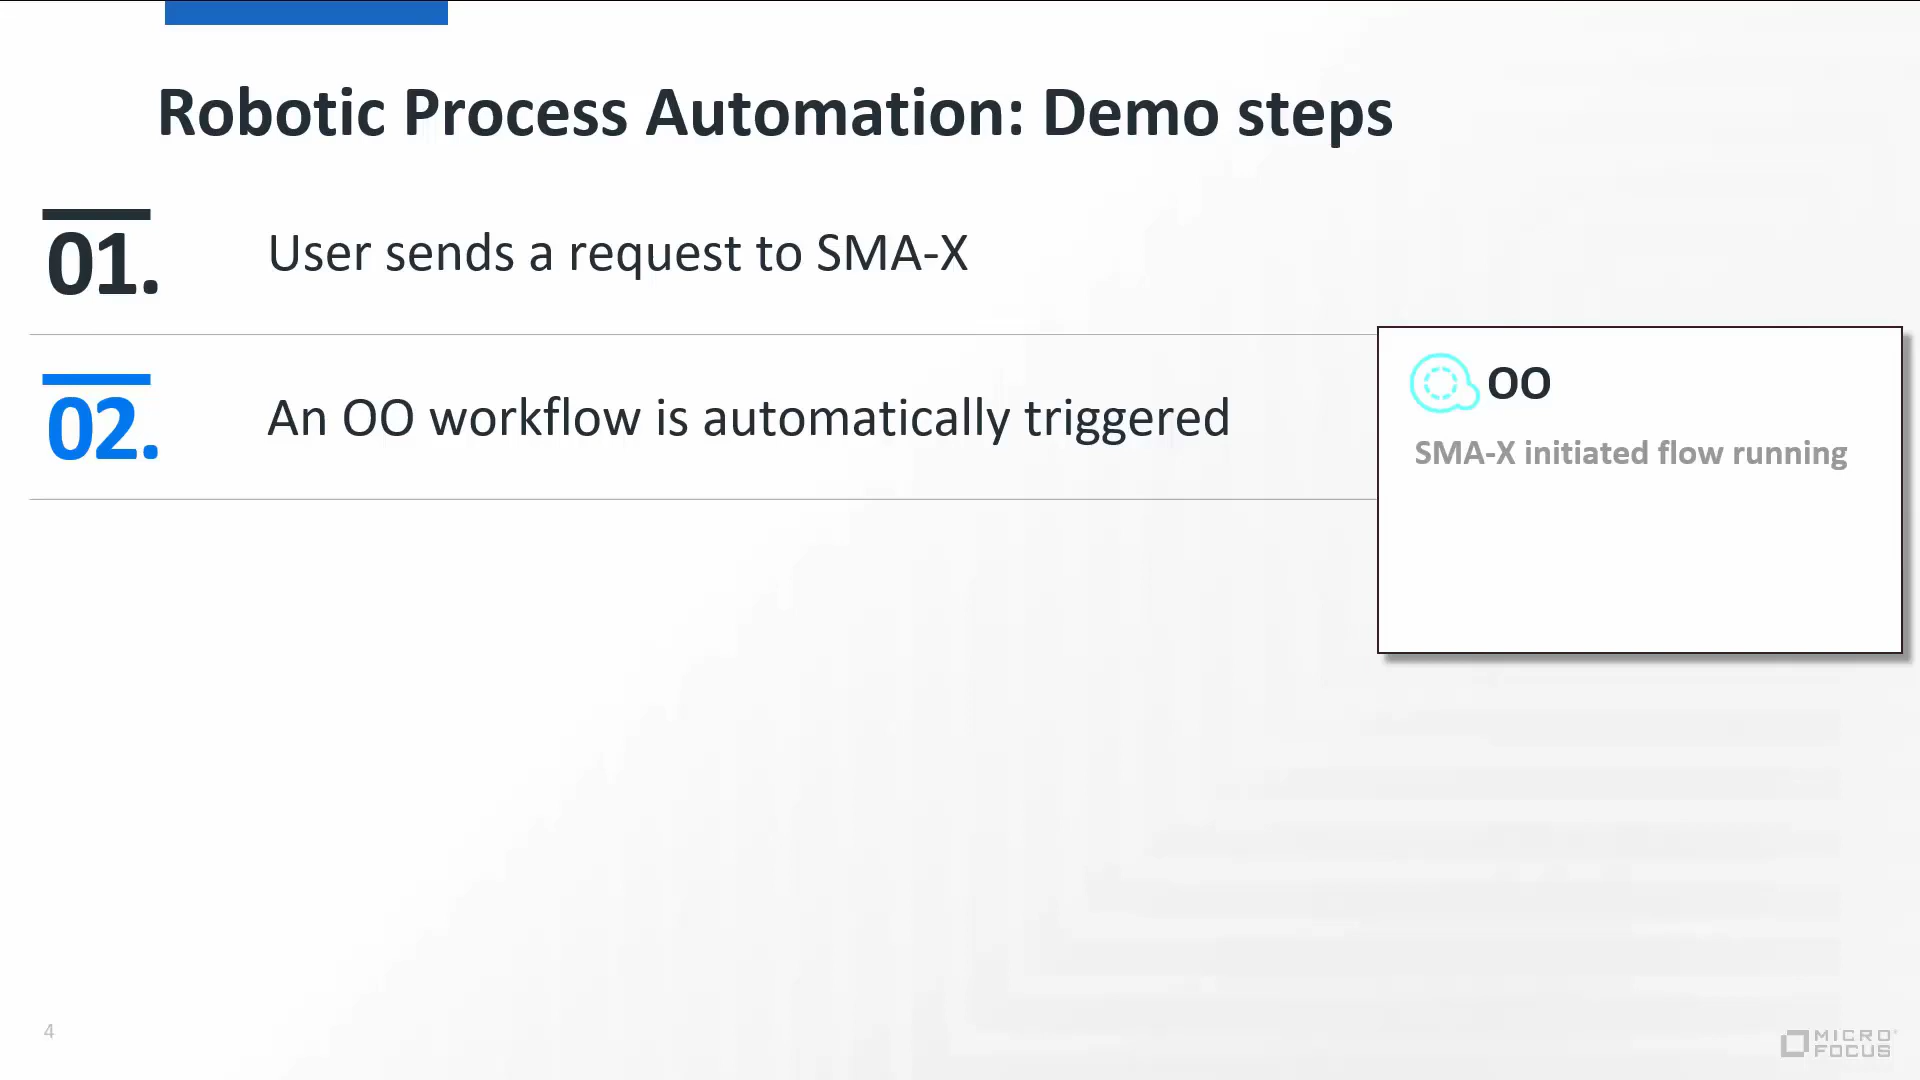 Robotic Process Automation: Demo steps
01.
User sends a request to SMA-X
02.
An OO workflow is automatically triggered
OO
SMA-X initiated flow running
4
MICRO
FOCUS